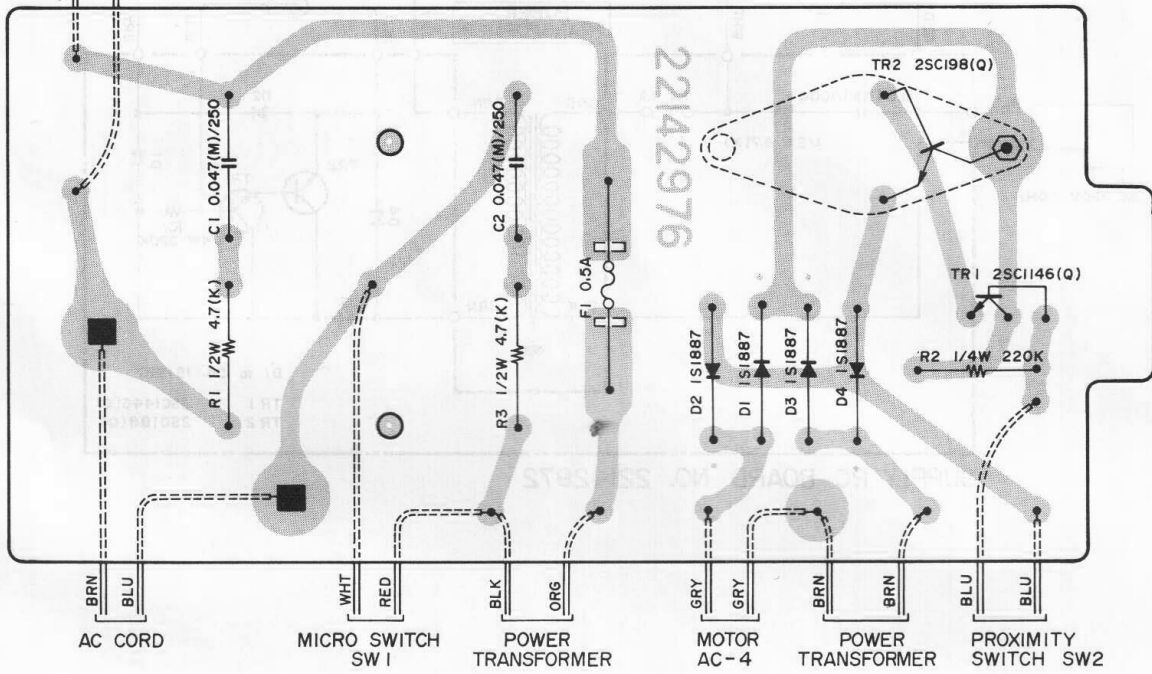 TR2 2SC198(Q)
C1 0.047(M)/250
C2 0.047(M)/250
22142976
TR1 2SC1146(Q)
F1 0.5A
R1 1/2W 4.7(K)
R3 1/2W 4.7(K)
D2 1S1887
D1 1S1887
D3 1S1887
D4 1S1887
R2 1/4W 220K
BRN
BLU
WHT
RED
BLK
ORG
GRY
GRY
BRN
BRN
BLU
BLU
AC CORD
MICRO SWITCH
SW1
POWER
TRANSFORMER
MOTOR
AC-4
POWER
TRANSFORMER
PROXIMITY
SWITCH SW2